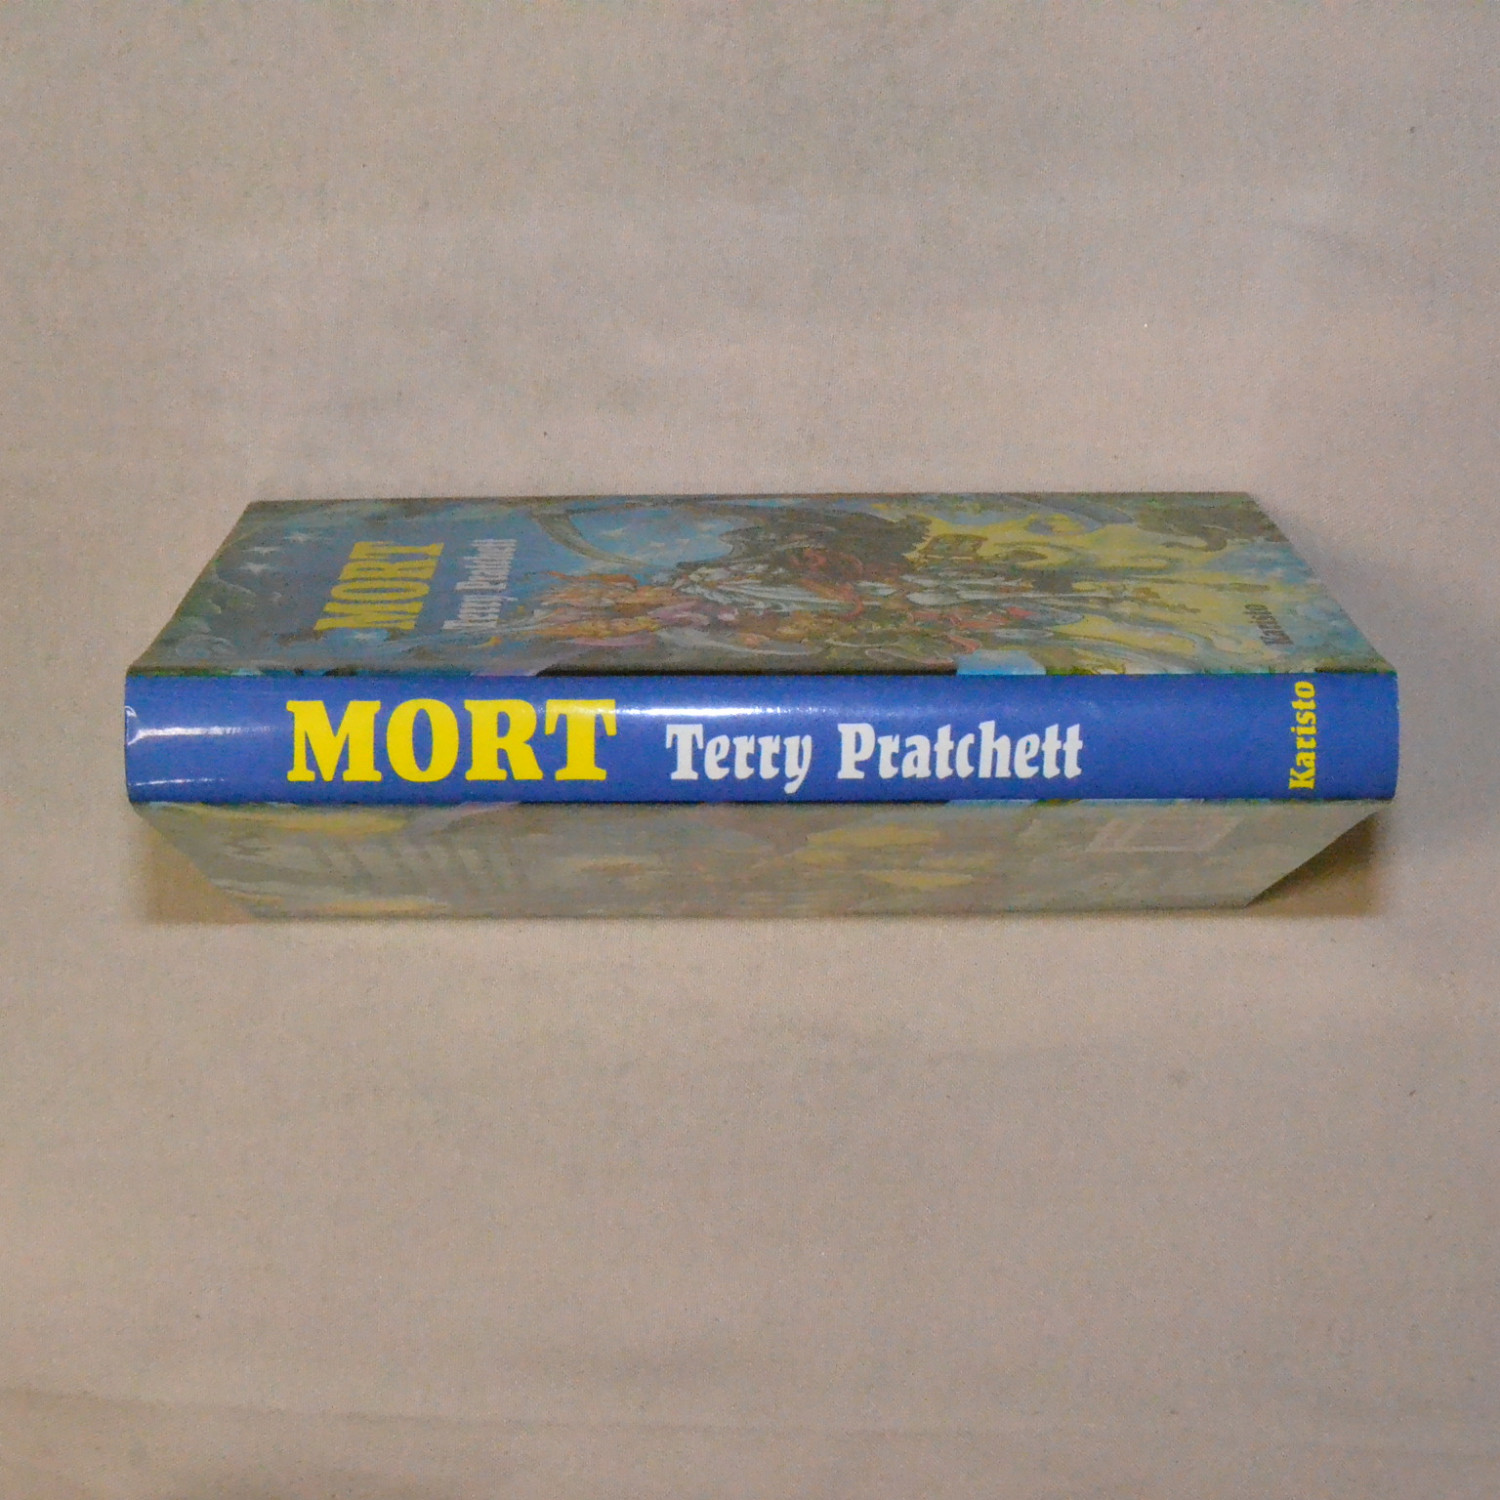 MORT
Terry Pratchett
Karisto
MORT Terry Pratchett
Karisto